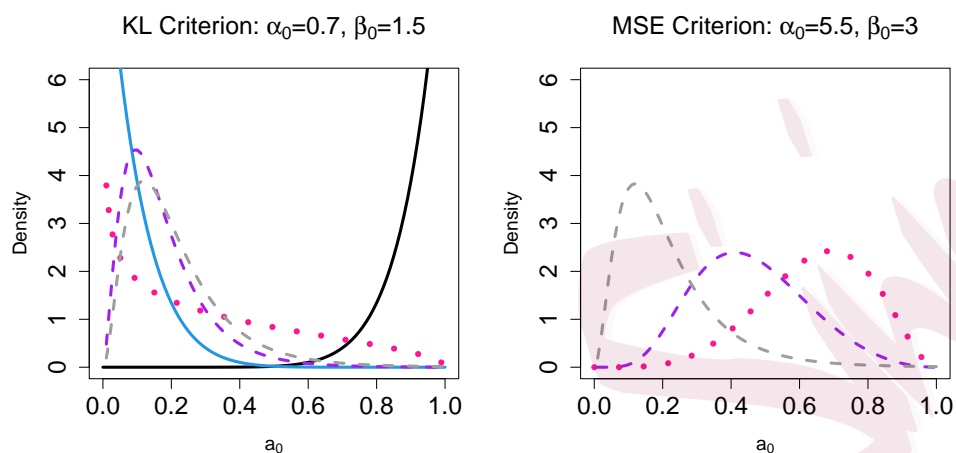 KL Criterion: α0=0.7, β0=1.5
MSE Criterion: α0=5.5, β0=3
Density
0 1 2 3 4 5 6
0.0 0.2 0.4 0.6 0.8 1.0
a0
Density
0 1 2 3 4 5 6
0.0 0.2 0.4 0.6 0.8 1.0
a0